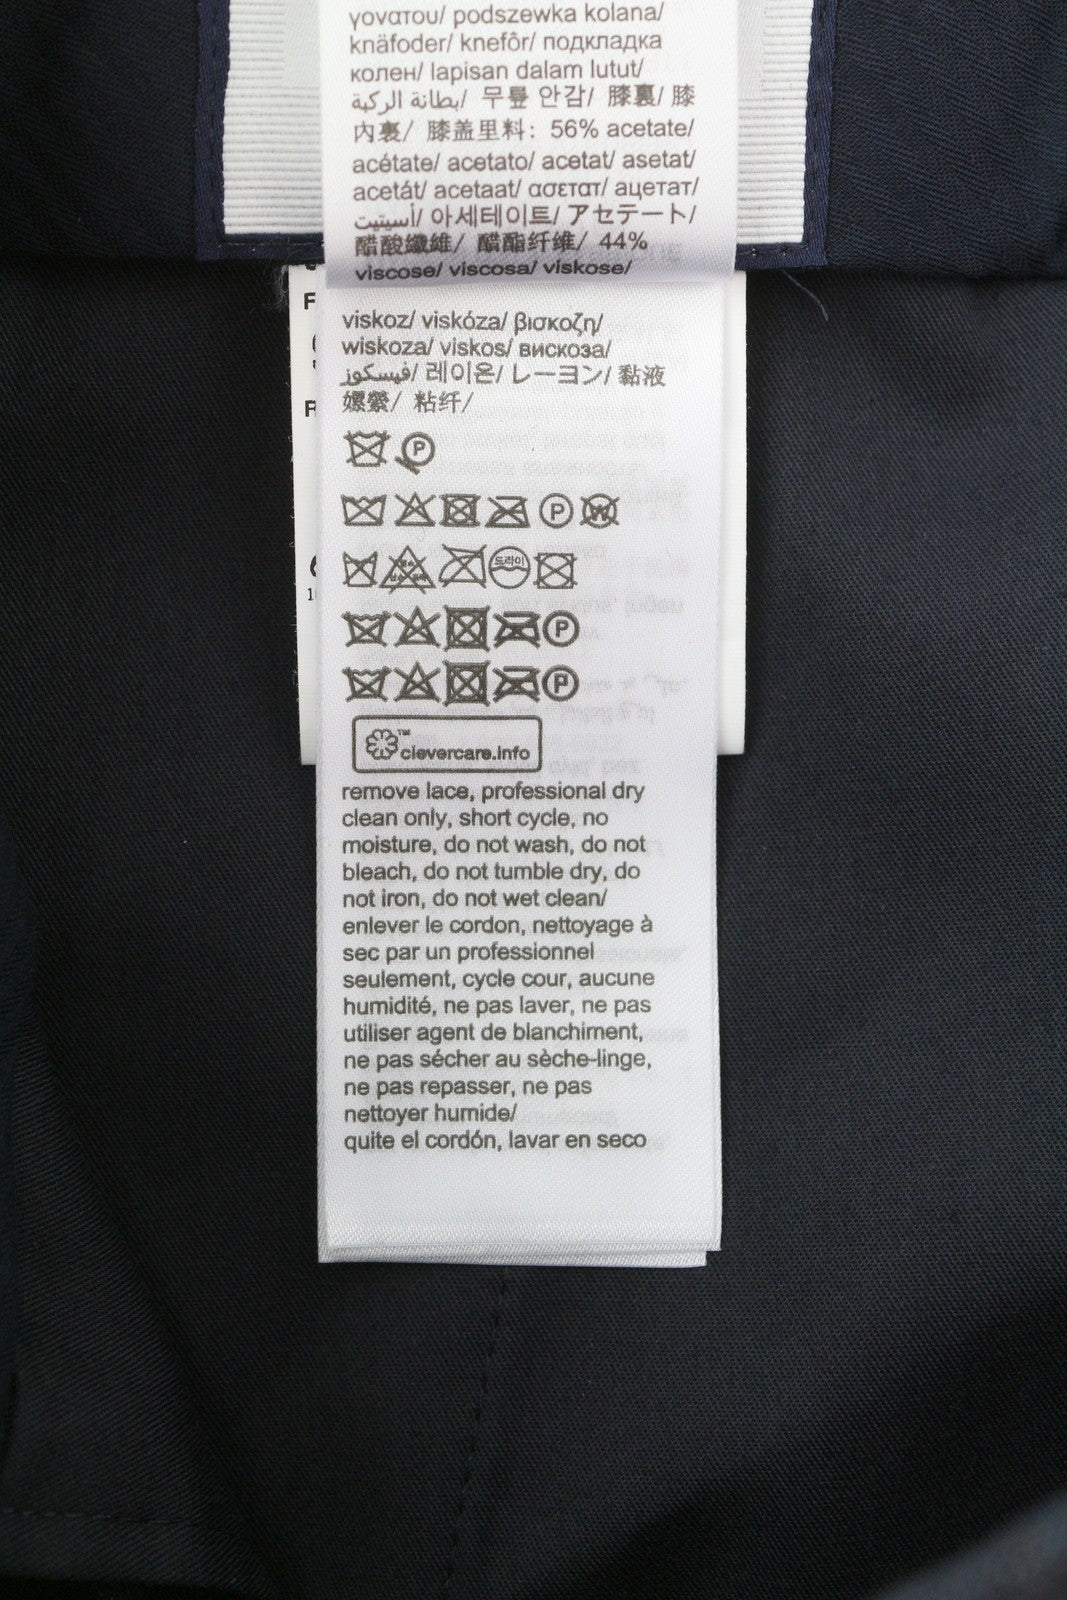 γονατου/ podszewka kolana/
knäfoder/ knefôr/ подкладка
колен/ lapisan dalam lutut/
بطانة الركبة/ 무릎 안감/ 膝裏/ 膝
内裏/ 膝盖里料: 56% acetate/
acétate/ acetato/ acetat/ asetat/
acetát/ acetaat/ ασετατ/ ацетат/
أسيتيت/ 아세테이트/ アセテート/
醋酸纖維/ 醋酯纤维/ 44%
viscose/ viscosa/ viskose/
viskoz/ viskóza/ βισκοζη/
wiskoza/ viskos/ вискоза/
فيسكوز/ 레이온/ レーヨン/ 黏液
嫘縈/ 粘纤/
P
P W
드라이
P
P
™ clevercare.info
remove lace, professional dry
clean only, short cycle, no
moisture, do not wash, do not
bleach, do not tumble dry, do
not iron, do not wet clean/
enlever le cordon, nettoyage à
sec par un professionnel
seulement, cycle cour, aucune
humidité, ne pas laver, ne pas
utiliser agent de blanchiment,
ne pas sécher au sèche-linge,
ne pas repasser, ne pas
nettoyer humide/
quite el cordón, lavar en seco